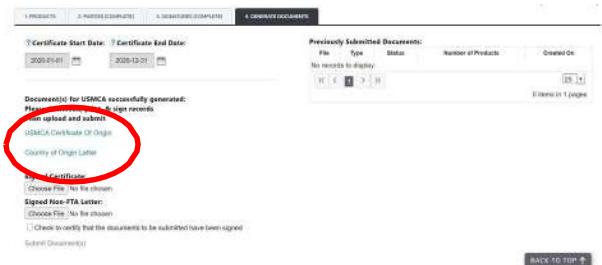 1. PRODUCTS 2. PARTIES (COMPLETE) 3. SIGNATURES (COMPLETE) 4. GENERATE DOCUMENTS
? Certificate Start Date: ? Certificate End Date:
2020-01-01 2020-12-31
Document(s) for USMCA successfully generated:
Please & sign records
upload and submit
USMCA Certificate Of Origin
Country of Origin Letter
Signed Certificate:
Choose File No file chosen
Signed Non-FTA Letter:
Choose File No file chosen
Check to certify that the documents to be submitted have been signed
Submit Document(s)
Previously Submitted Documents:
File Type Status Number of Products Created On
No records to display.
1 25
0 items in 1 pages
BACK TO TOP